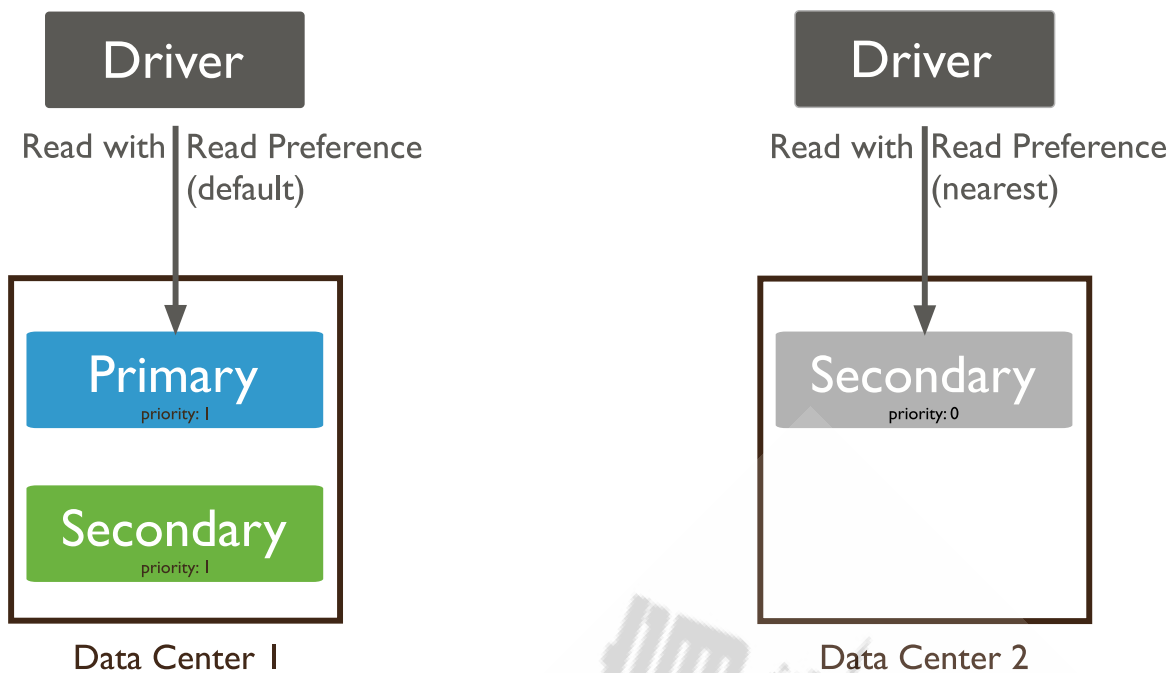 Driver
Read with Read Preference
(default)
Primary
priority: 1
Secondary
priority: 1
Data Center 1
Driver
Read with Read Preference
(nearest)
Secondary
priority: 0
Data Center 2